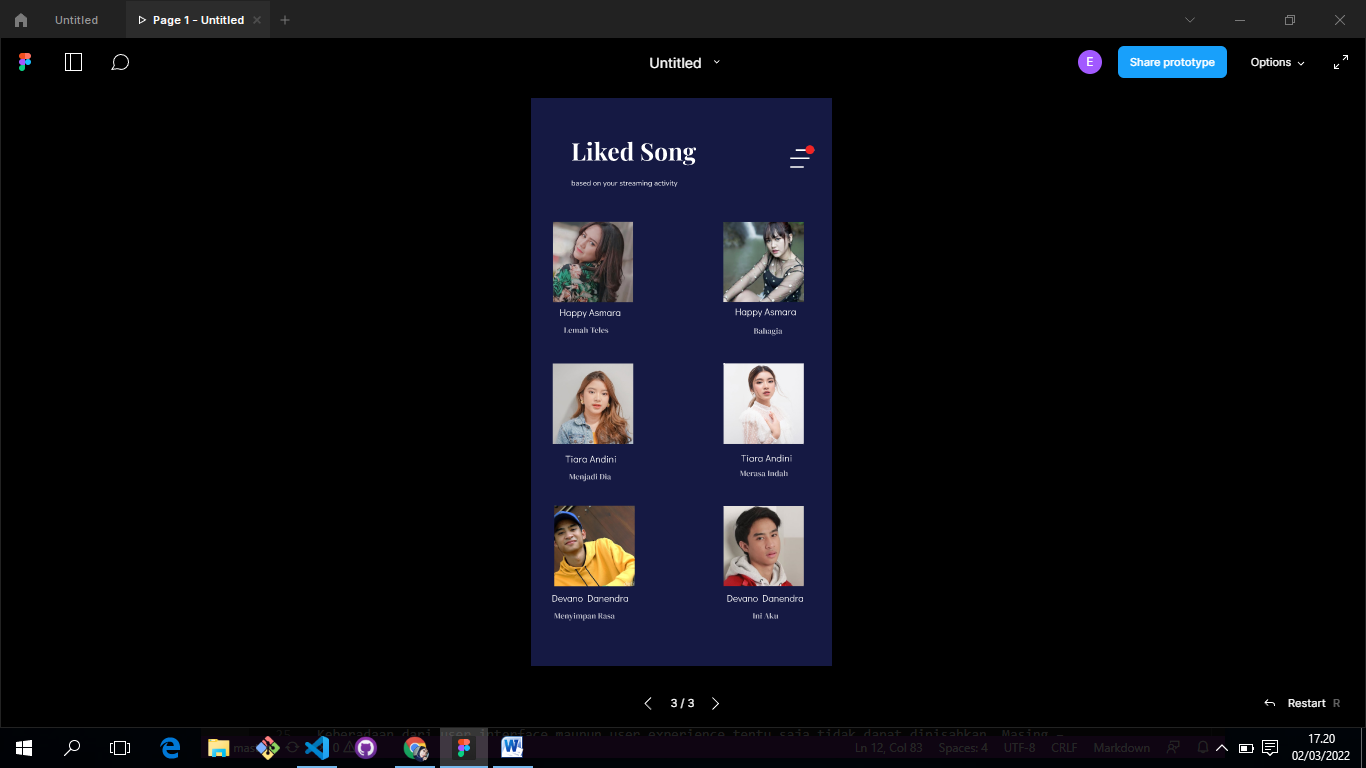 Untitled
Page 1 - Untitled
Untitled
E
Share prototype
Options
Liked Song
based on your streaming activity
Happy Asmara
Happy Asmara
Lemah Teles
Bahagia
Tiara Andini
Tiara Andini
Menjadi Dia
Merasa Indah
Devano Danendra
Devano Danendra
Menyimpan Rasa
Ini Aku
3 / 3
Restart R
25 Keberadaan dari user interface maupun user experience tentu saja tidak dapat dipisahkan. Masing -
mas 0 Ln 12, Col 83 Spaces: 4 UTF-8 CRLF Markdown
17.20
02/03/2022